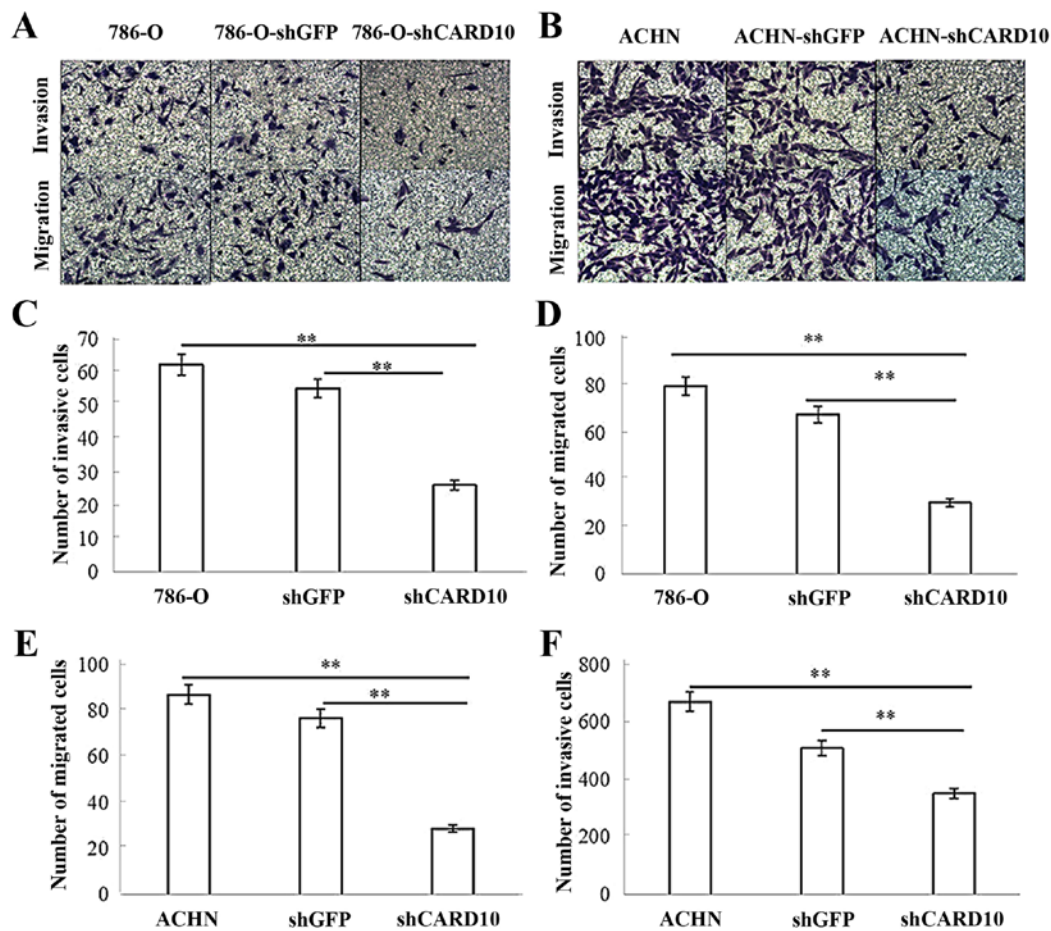 A
786-O 786-O-shGFP 786-O-shCARD10
Invasion
Migration
B
ACHN ACHN-shGFP ACHN-shCARD10
Invasion
Migration
C
Number of invasive cells
70
60
50
40
30
20
10
0
**
**
786-O shGFP shCARD10
D
Number of migrated cells
100
80
60
40
20
0
**
**
786-O shGFP shCARD10
E
Number of migrated cells
100
80
60
40
20
0
**
**
ACHN shGFP shCARD10
F
Number of invasive cells
800
600
400
200
0
**
**
ACHN shGFP shCARD10